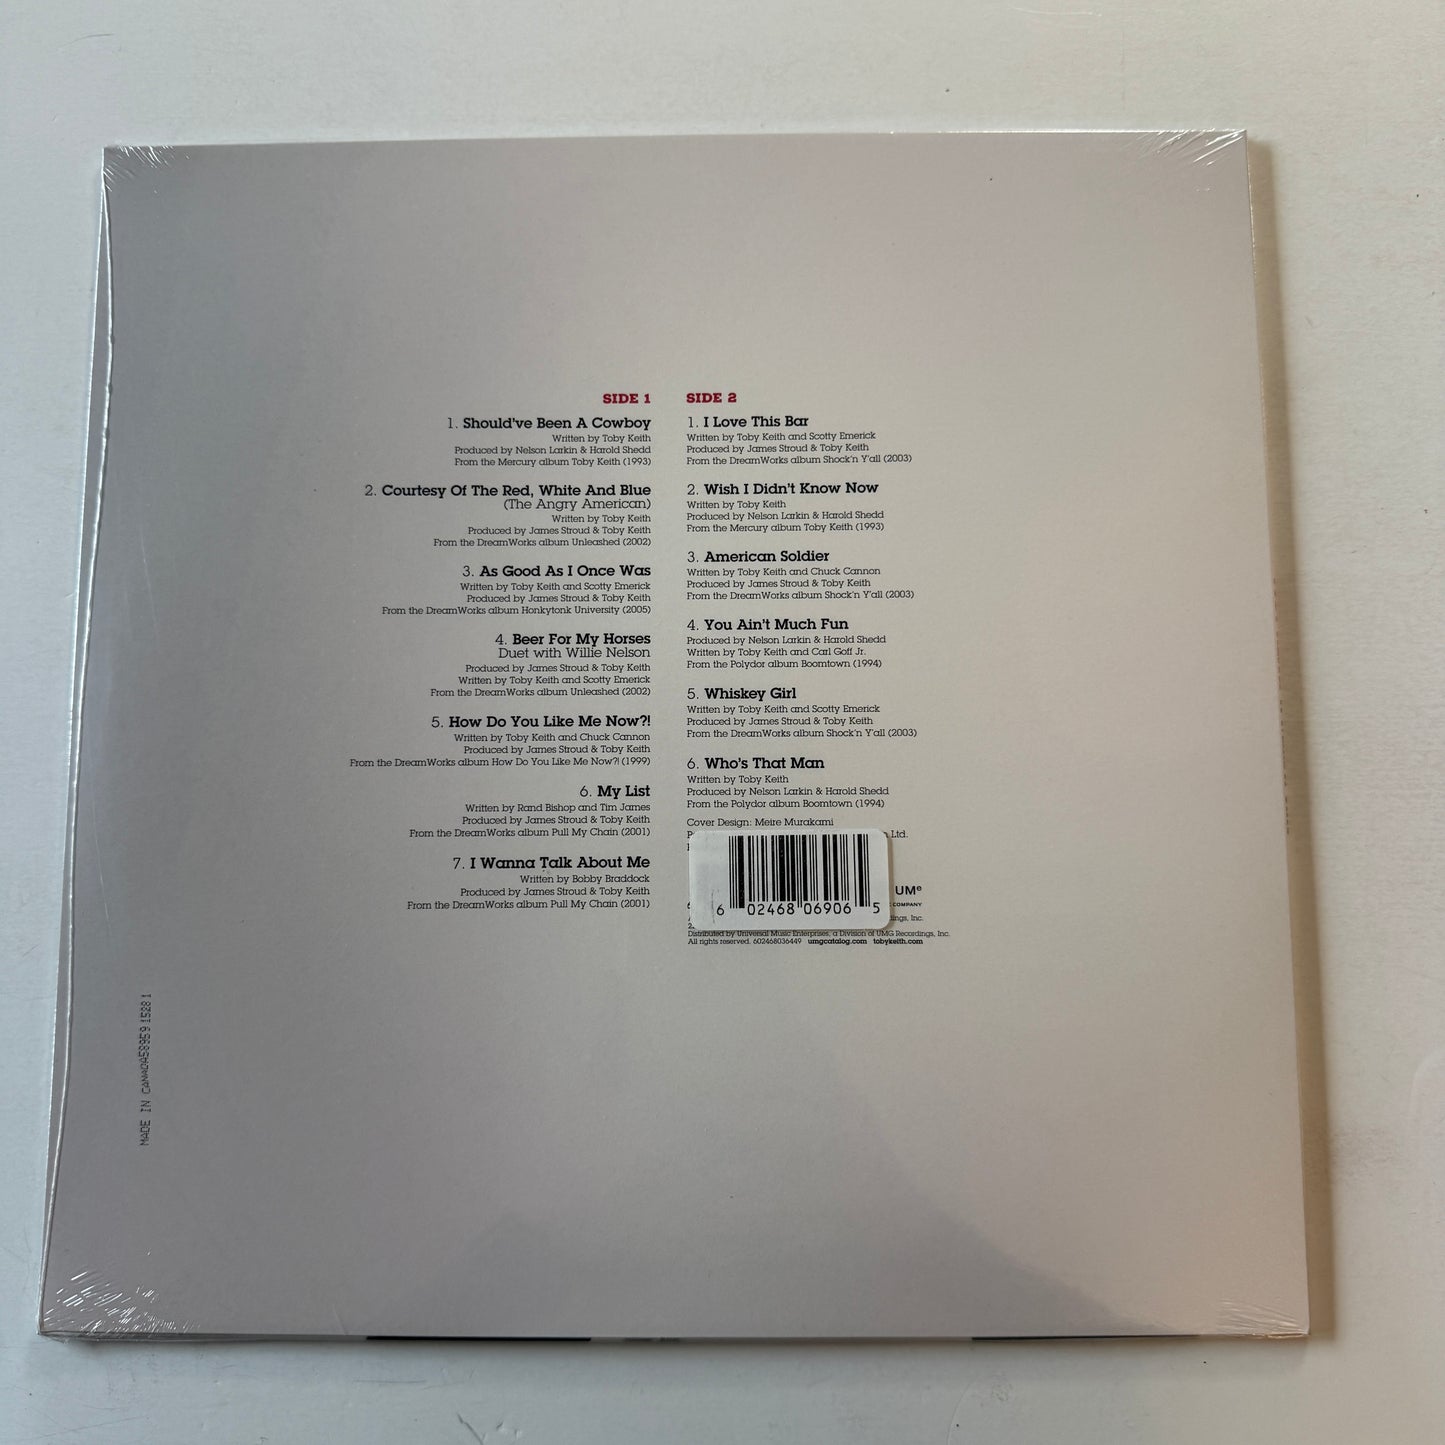 SIDE 1
1. Should've Been A Cowboy
Written by Toby Keith
Produced by Nelson Larkin & Harold Shedd
From the Mercury album Toby Keith (1993)
2. Courtesy Of The Red, White And Blue
(The Angry American)
Written by Toby Keith
Produced by James Stroud & Toby Keith
From the DreamWorks album Unleashed (2002)
3. As Good As I Once Was
Written by Toby Keith and Scotty Emerick
Produced by James Stroud & Toby Keith
From the DreamWorks album Honkytonk University (2005)
4. Beer For My Horses
Duet with Willie Nelson
Produced by James Stroud & Toby Keith
Written by Toby Keith and Scotty Emerick
From the DreamWorks album Unleashed (2002)
5. How Do You Like Me Now?!
Written by Toby Keith and Chuck Cannon
Produced by James Stroud & Toby Keith
From the DreamWorks album How Do You Like Me Now?! (1999)
6. My List
Written by Rand Bishop and Tim James
Produced by James Stroud & Toby Keith
From the DreamWorks album Pull My Chain (2001)
7. I Wanna Talk About Me
Written by Bobby Braddock
Produced by James Stroud & Toby Keith
From the DreamWorks album Pull My Chain (2001)
SIDE 2
1. I Love This Bar
Written by Toby Keith and Scotty Emerick
Produced by James Stroud & Toby Keith
From the DreamWorks album Shock'n Y'all (2003)
2. Wish I Didn't Know Now
Written by Toby Keith
Produced by Nelson Larkin & Harold Shedd
From the Mercury album Toby Keith (1993)
3. American Soldier
Written by Toby Keith and Chuck Cannon
Produced by James Stroud & Toby Keith
From the DreamWorks album Shock'n Y'all (2003)
4. You Ain't Much Fun
Produced by Nelson Larkin & Harold Shedd
Written by Toby Keith and Carl Goff Jr.
From the Polydor album Boomtown (1994)
5. Whiskey Girl
Written by Toby Keith and Scotty Emerick
Produced by James Stroud & Toby Keith
From the DreamWorks album Shock'n Y'all (2003)
6. Who's That Man
Written by Toby Keith
Produced by Nelson Larkin & Harold Shedd
From the Polydor album Boomtown (1994)
Cover Design: Meire Murakami
Ltd.
6 02468 06906 5
UMe
COMPANY
Inc.
Distributed by Universal Music Enterprises, a Division of UMG Recordings, Inc.
All rights reserved. 602468036449 umgcatalog.com tobykeith.com
MADE IN CANADA58959 1528 1